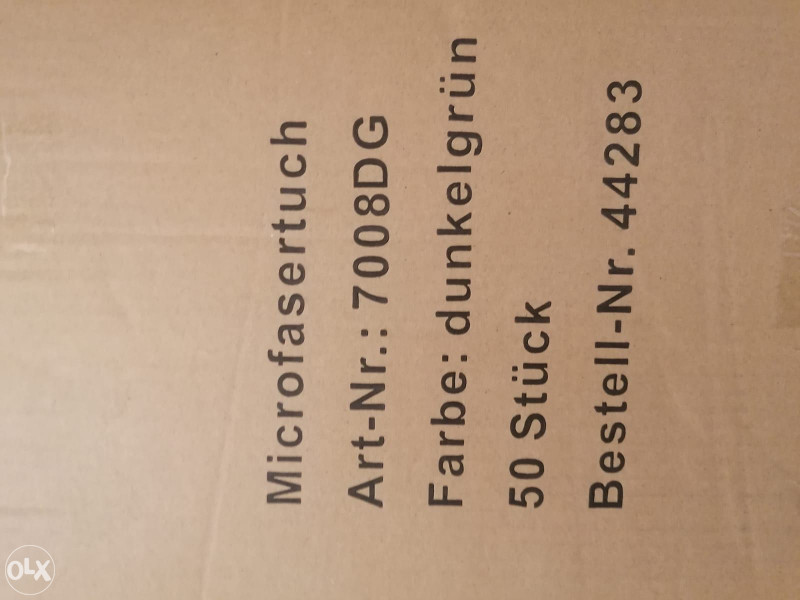 Microfasertuch
Art-Nr.: 7008DG
Farbe: dunkelgrün
50 Stück
Bestell-Nr. 44283
OLX